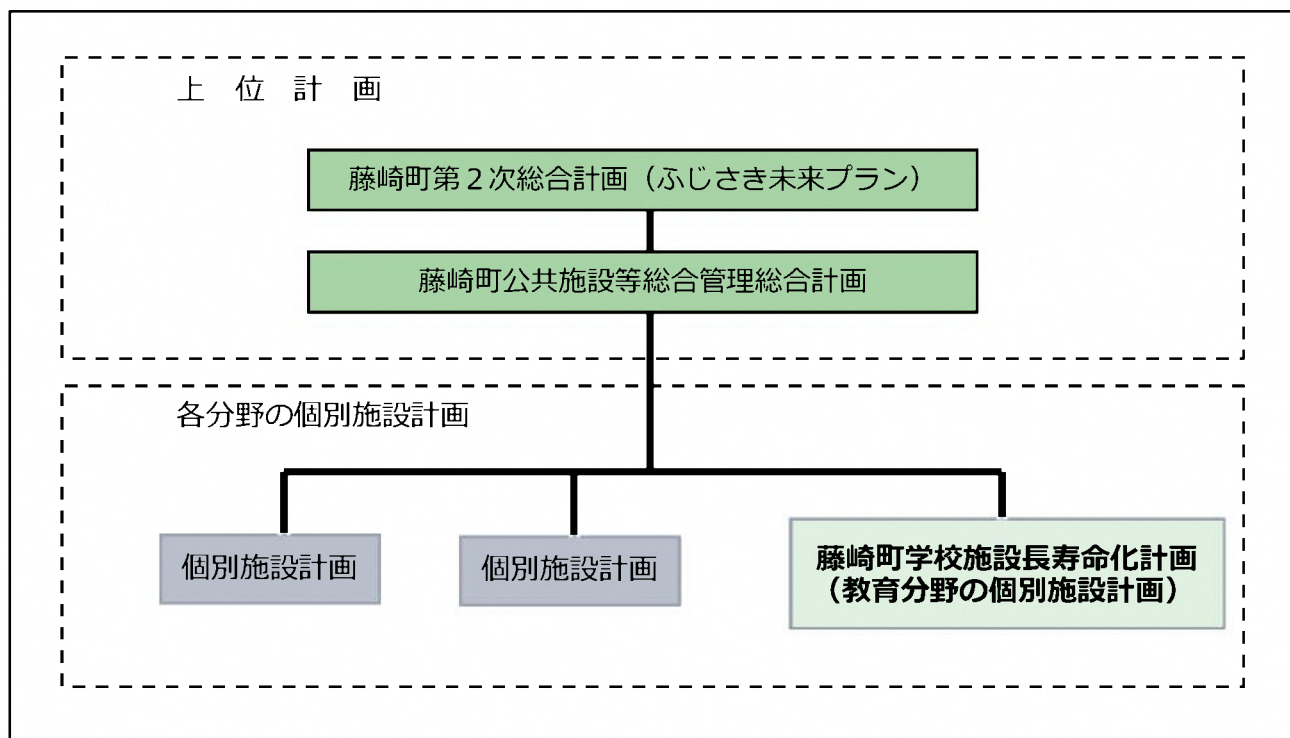 上 位 計 画
藤崎町第２次総合計画（ふじさき未来プラン）
藤崎町公共施設等総合管理総合計画
各分野の個別施設計画
個別施設計画
個別施設計画
藤崎町学校施設長寿命化計画
（教育分野の個別施設計画）